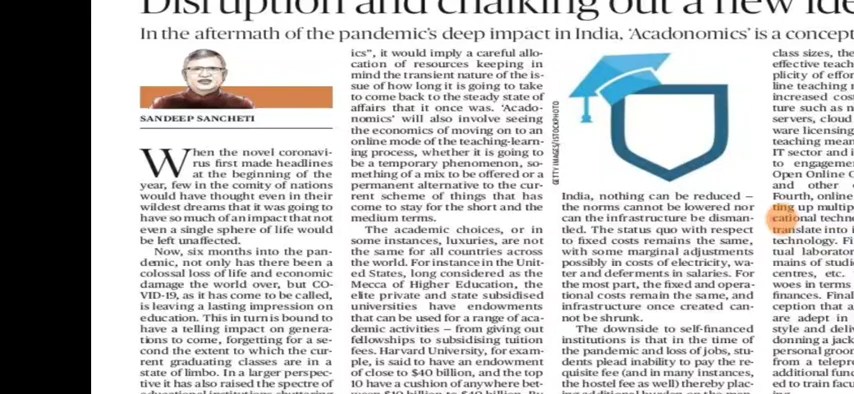 Disruption and chalking out a new ide
In the aftermath of the pandemic's deep impact in India, 'Acadonomics' is a concept
SANDEEP SANCHETI
When the novel coronavi-
rus first made headlines
at the beginning of the
year, few in the comity of nations
would have thought even in their
wildest dreams that it was going to
have so much of an impact that not
even a single sphere of life would
be left unaffected.
Now, six months into the pan-
demic, not only has there been a
colossal loss of life and economic
damage the world over, but CO-
VID-19, as it has come to be called,
is leaving a lasting impression on
education. This in turn is bound to
have a telling impact on genera-
tions to come, forgetting for a se-
cond the extent to which the cur-
rent graduating classes are in a
state of limbo. In a larger perspec-
tive it has also raised the spectre of
educational institutions shuttering
ics", it would imply a careful allo-
cation of resources keeping in
mind the transient nature of the is-
sue of how long it is going to take
to come back to the steady state of
affairs that it once was. 'Acado-
nomics' will also involve seeing
the economics of moving on to an
online mode of the teaching-learn-
ing process, whether it is going to
be a temporary phenomenon, so-
mething of a mix to be offered or a
permanent alternative to the cur-
rent scheme of things that has
come to stay for the short and the
medium terms.
The academic choices, or in
some instances, luxuries, are not
the same for all countries across
the world. For instance in the Unit-
ed States, long considered as the
Mecca of Higher Education, the
elite private and state subsidised
universities have endowments
that can be used for a range of aca-
demic activities – from giving out
fellowships to subsidising tuition
fees. Harvard University, for exam-
ple, is said to have an endowment
of close to $40 billion, and the top
10 have a cushion of anywhere bet-
GETTY IMAGES/ISTOCKPHOTO
India, nothing can be reduced –
the norms cannot be lowered nor
can the infrastructure be disman-
tled. The status quo with respect
to fixed costs remains the same,
with some marginal adjustments
possibly in costs of electricity, wa-
ter and deferments in salaries. For
the most part, the fixed and opera-
tional costs remain the same, and
infrastructure once created can-
not be shrunk.
The downside to self-financed
institutions is that in the time of
the pandemic and loss of jobs, stu-
dents plead inability to pay the re-
quisite fee (and in many instances,
the hostel fee as well) thereby plac-
class sizes, the
effective teach
plicity of effor
line teaching r
increased cost
ture such as n
servers, cloud
ware licensing
teaching mean
IT sector and i
to engagemen
Open Online C
and other
Fourth, online
ting up multip
cational techn
translate into i
technology. Fi
tual laborator
mains of studi
centres, etc.
woes in terms
finances. Final
ception that a
are adept in
style and deliv
donning a jack
personal groon
from a telepr
additional func
ed to train facu